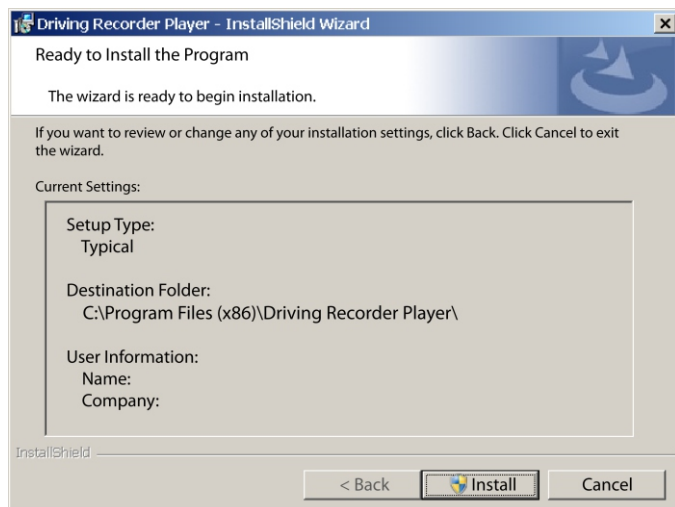 Driving Recorder Player - InstallShield Wizard
Ready to Install the Program
The wizard is ready to begin installation.
If you want to review or change any of your installation settings, click Back. Click Cancel to exit
the wizard.
Current Settings:
Setup Type:
Typical
Destination Folder:
C:\Program Files (x86)\Driving Recorder Player\
User Information:
Name:
Company:
InstallShield
< Back Install Cancel